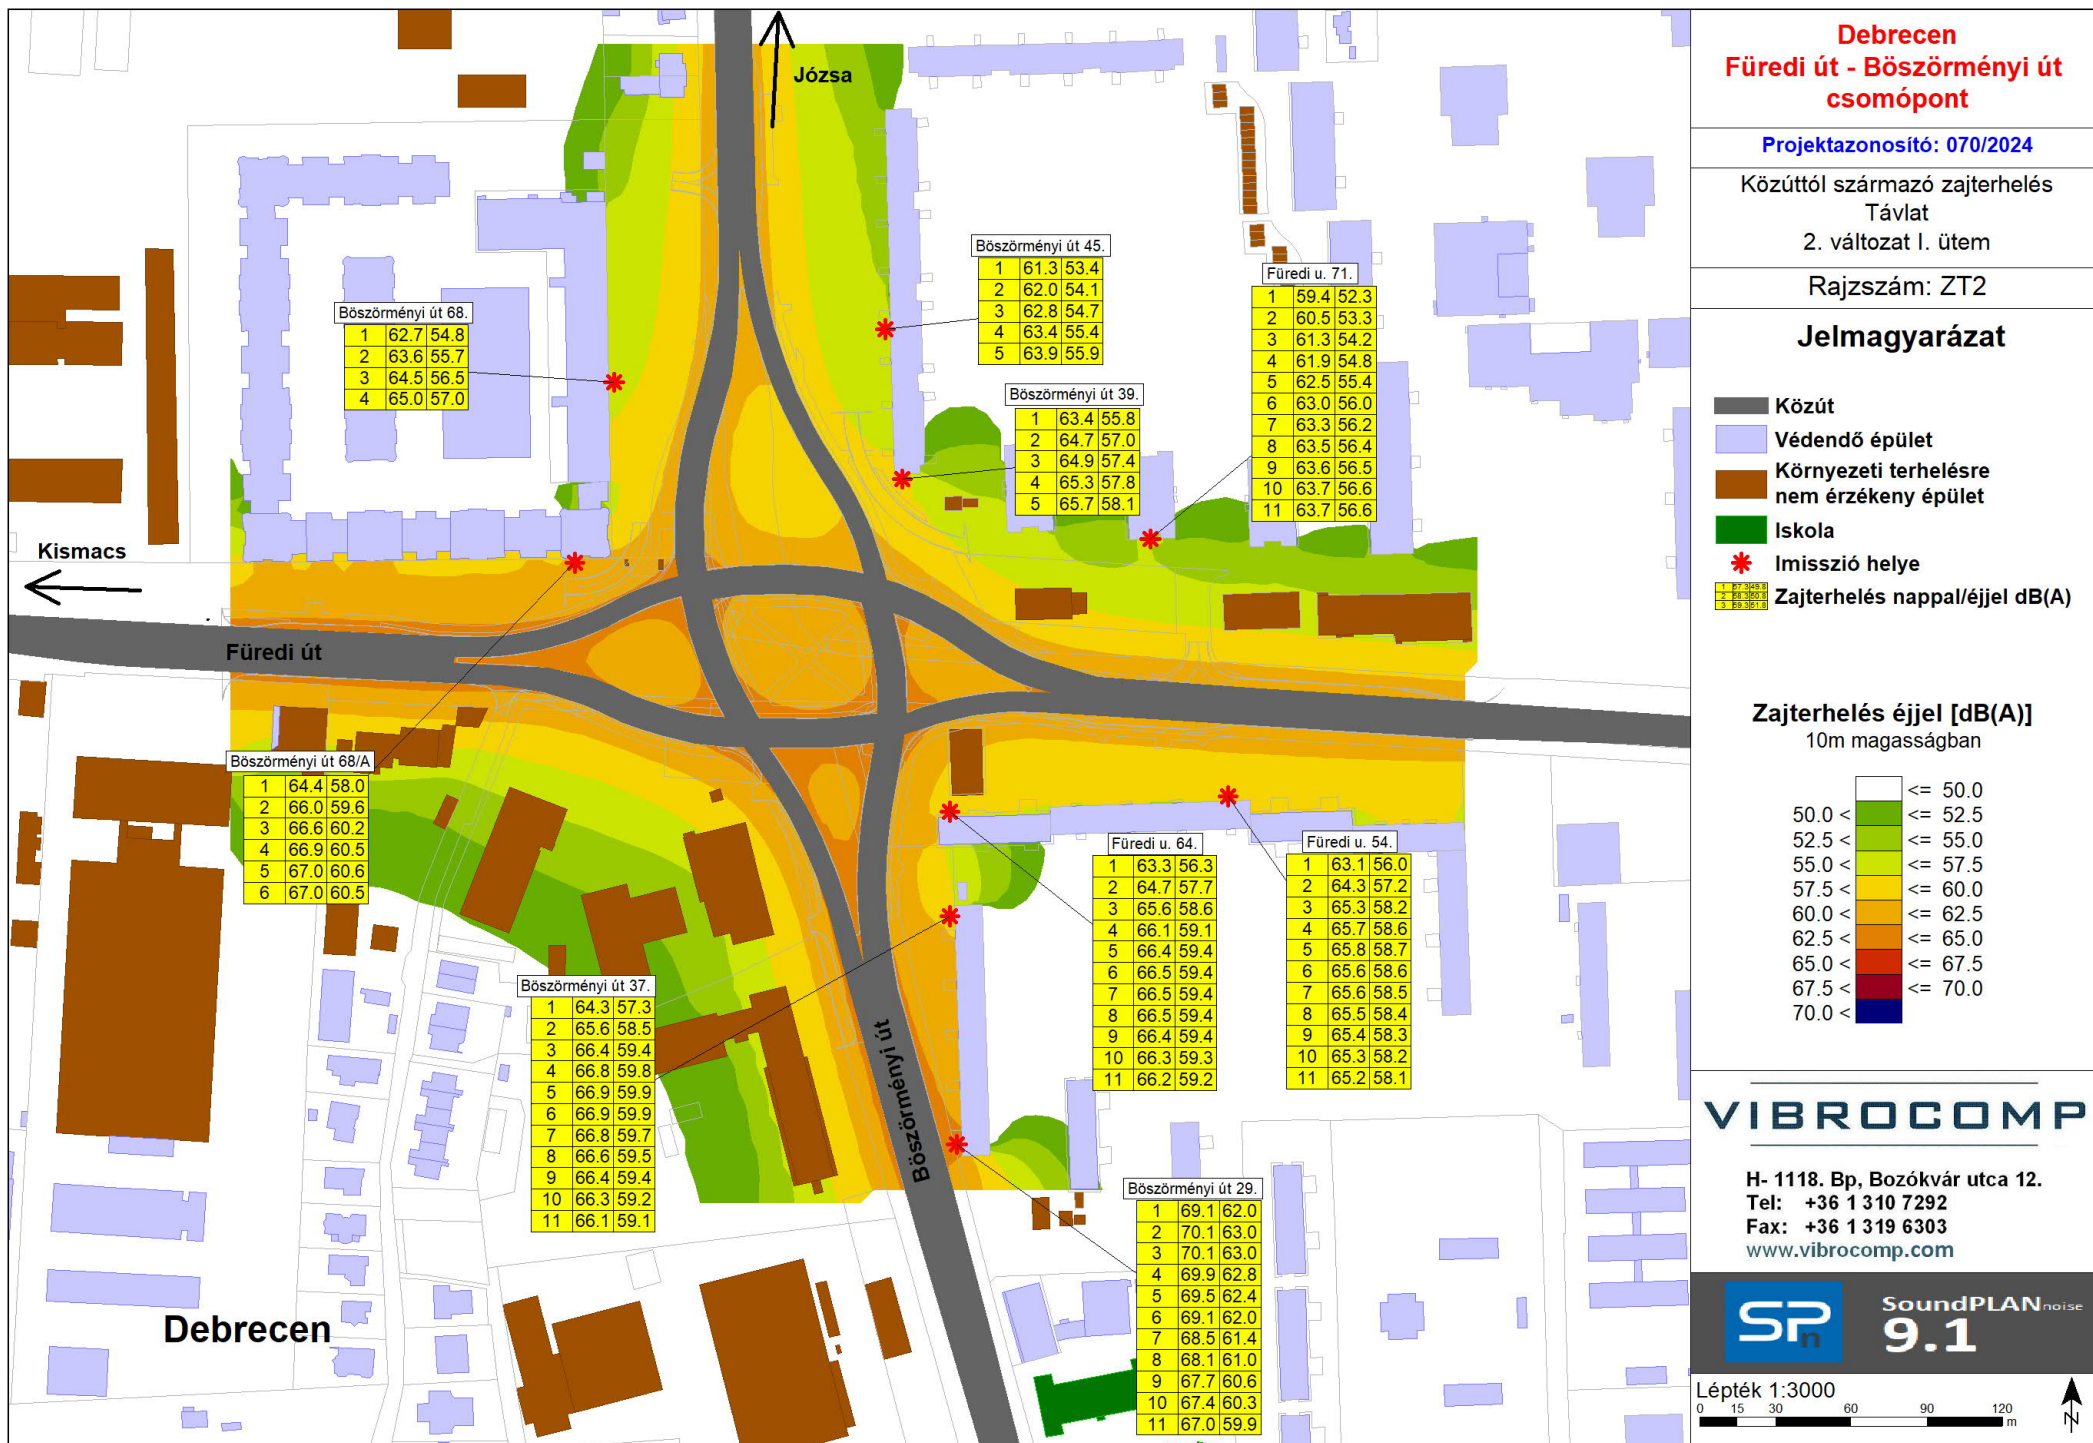 Józsa
Kismacs
Füredi út
Böszörményi út
Debrecen
Böszörményi út 68.
1 62.7 54.8
2 63.6 55.7
3 64.5 56.5
4 65.0 57.0
Böszörményi út 45.
1 61.3 53.4
2 62.0 54.1
3 62.8 54.7
4 63.4 55.4
5 63.9 55.9
Füredi u. 71.
1 59.4 52.3
2 60.5 53.3
3 61.3 54.2
4 61.9 54.8
5 62.5 55.4
6 63.0 56.0
7 63.3 56.2
8 63.5 56.4
9 63.6 56.5
10 63.7 56.6
11 63.7 56.6
Böszörményi út 39.
1 63.4 55.8
2 64.7 57.0
3 64.9 57.4
4 65.3 57.8
5 65.7 58.1
Böszörményi út 68/A
1 64.4 58.0
2 66.0 59.6
3 66.6 60.2
4 66.9 60.5
5 67.0 60.6
6 67.0 60.5
Füredi u. 64.
1 63.3 56.3
2 64.7 57.7
3 65.6 58.6
4 66.1 59.1
5 66.4 59.4
6 66.5 59.4
7 66.5 59.4
8 66.5 59.4
9 66.4 59.4
10 66.3 59.3
11 66.2 59.2
Füredi u. 54.
1 63.1 56.0
2 64.3 57.2
3 65.3 58.2
4 65.7 58.6
5 65.8 58.7
6 65.6 58.6
7 65.6 58.5
8 65.5 58.4
9 65.4 58.3
10 65.3 58.2
11 65.2 58.1
Böszörményi út 37.
1 64.3 57.3
2 65.6 58.5
3 66.4 59.4
4 66.8 59.8
5 66.9 59.9
6 66.9 59.9
7 66.8 59.7
8 66.6 59.5
9 66.4 59.4
10 66.3 59.2
11 66.1 59.1
Böszörményi út 29.
1 69.1 62.0
2 70.1 63.0
3 70.1 63.0
4 69.9 62.8
5 69.5 62.4
6 69.1 62.0
7 68.5 61.4
8 68.1 61.0
9 67.7 60.6
10 67.4 60.3
11 67.0 59.9
Debrecen
Füredi út - Böszörményi út
csomópont
Projektazonosító: 070/2024
Közúttól származó zajterhelés
Távlat
2. változat I. ütem
Rajzszám: ZT2
Jelmagyarázat
Közút
Védendő épület
Környezeti terhelésre
nem érzékeny épület
Iskola
Imisszió helye
1 57.3 49.8
2 58.3 50.8
3 59.3 51.8
Zajterhelés nappal/éjjel dB(A)
Zajterhelés éjjel [dB(A)]
10m magasságban
<= 50.0
50.0 < <= 52.5
52.5 < <= 55.0
55.0 < <= 57.5
57.5 < <= 60.0
60.0 < <= 62.5
62.5 < <= 65.0
65.0 < <= 67.5
67.5 < <= 70.0
70.0 <
VIBROCOMP
H- 1118. Bp, Bozókvár utca 12.
Tel: +36 1 310 7292
Fax: +36 1 319 6303
www.vibrocomp.com
SPn
SoundPLANnoise
9.1
Lépték 1:3000
0 15 30 60 90 120
m
N